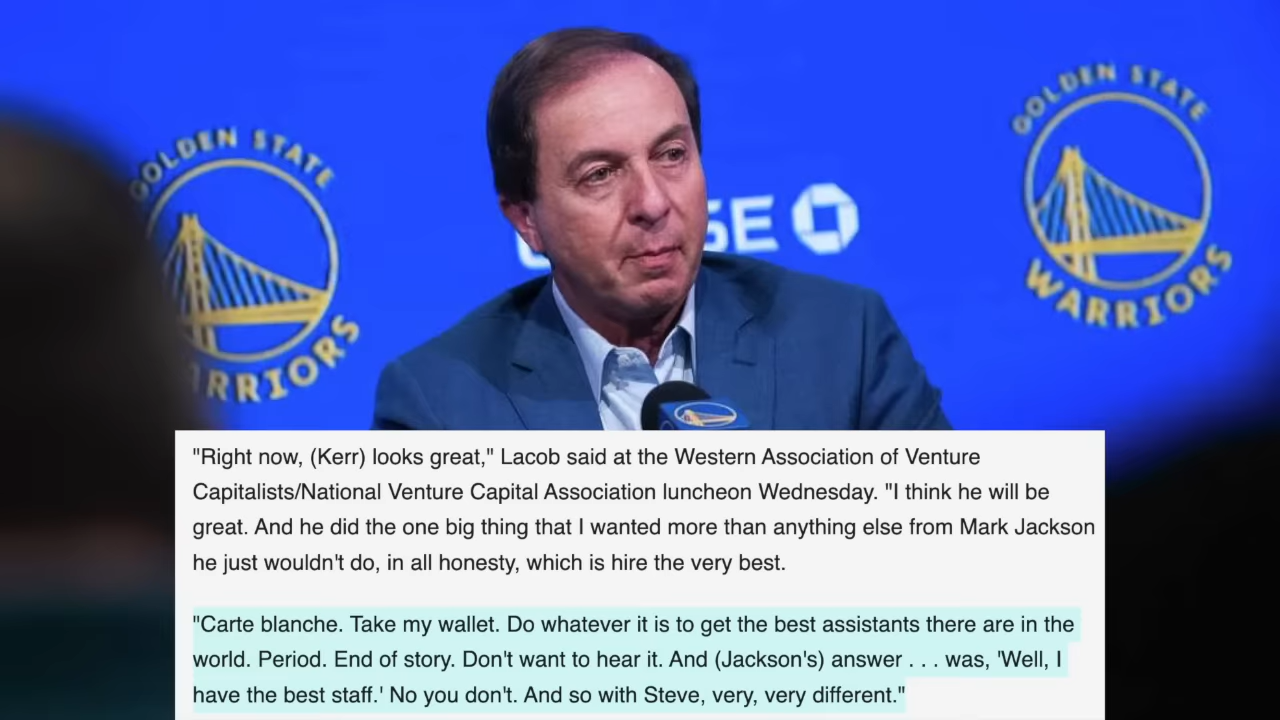 GOLDEN STATE
WARRIORS
GOLDEN STATE
WARRIORS
SE
"Right now, (Kerr) looks great," Lacob said at the Western Association of Venture
Capitalists/National Venture Capital Association luncheon Wednesday. "I think he will be
great. And he did the one big thing that I wanted more than anything else from Mark Jackson
he just wouldn't do, in all honesty, which is hire the very best.
"Carte blanche. Take my wallet. Do whatever it is to get the best assistants there are in the
world. Period. End of story. Don't want to hear it. And (Jackson's) answer . . . was, 'Well, I
have the best staff.' No you don't. And so with Steve, very, very different."